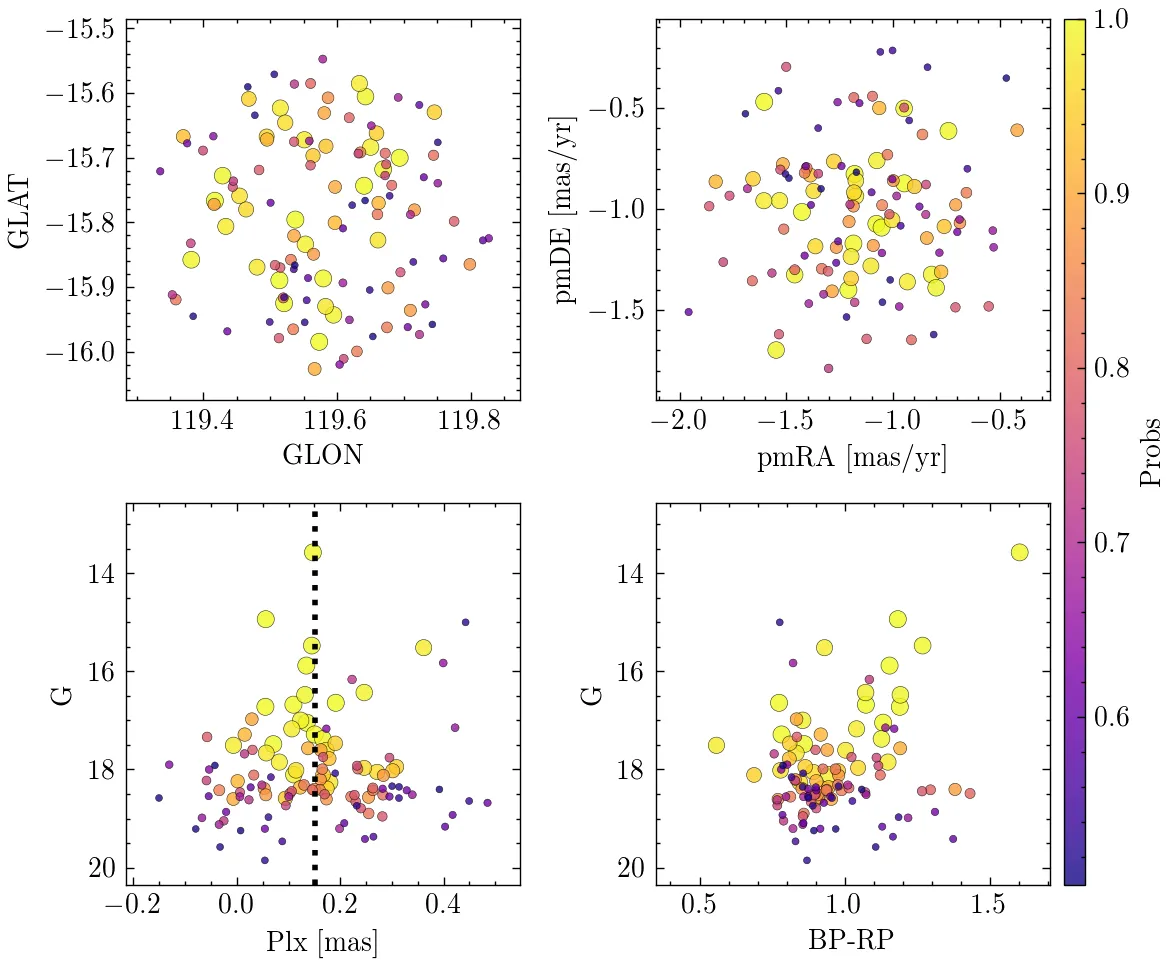 −15.5
−15.6
−15.7
−15.8
−15.9
−16.0
GLAT
119.4 119.6 119.8
GLON
−0.5
−1.0
−1.5
pmDE [mas/yr]
−2.0 −1.5 −1.0 −0.5
pmRA [mas/yr]
14
16
18
20
G
−0.2 0.0 0.2 0.4
Plx [mas]
14
16
18
20
G
0.5 1.0 1.5
BP-RP
1.0
0.9
0.8
0.7
0.6
Probs